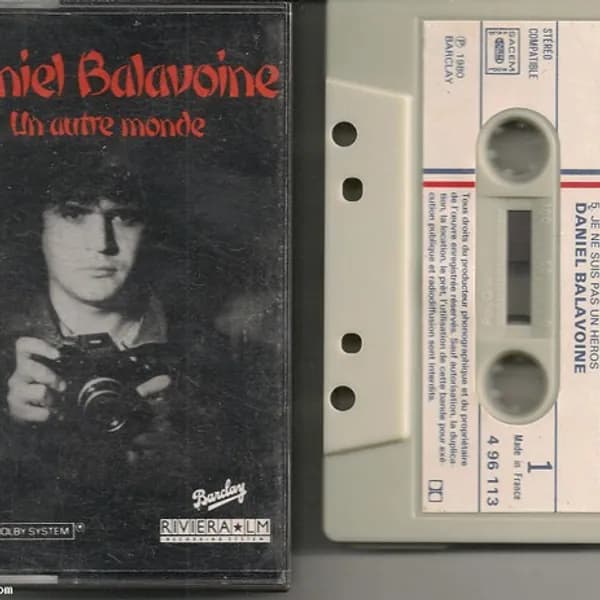 niel Balavoine
Un autre monde
Barclay
DOLBY SYSTEM
RIVIERA★LM
RECORDING SYSTEM
.com
STÉRÉO
COMPATIBLE
SACEM
Ⓟ 1980
BARCLAY
Tous droits du producteur phonographique et du propriétaire
de l'œuvre enregistrée réservés. Sauf autorisation, la duplica-
tion, la location, le prêt, l'utilisation de cette bande pour exé-
cution publique et radiodiffusion sont interdits.
5. JE NE SUIS PAS UN HEROS
DANIEL BALAVOINE
1
Made in France
4 96 113